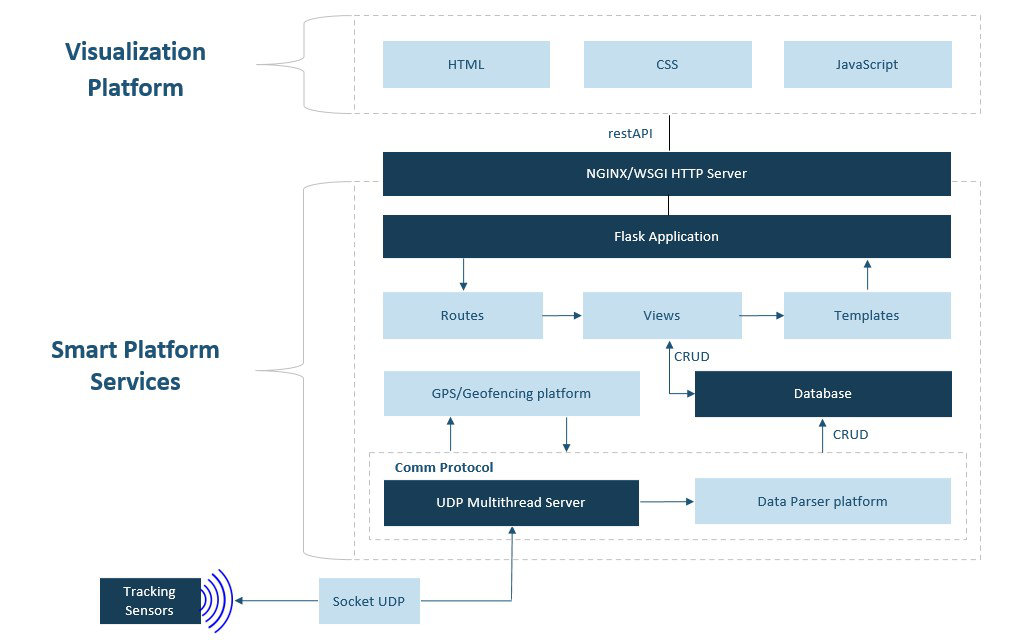 Visualization
Platform
HTML
CSS
JavaScript
restAPI
NGINX/WSGI HTTP Server
Flask Application
Routes
Views
Templates
Smart Platform
Services
CRUD
GPS/Geofencing platform
Database
CRUD
Comm Protocol
UDP Multithread Server
Data Parser platform
Tracking
Sensors
Socket UDP